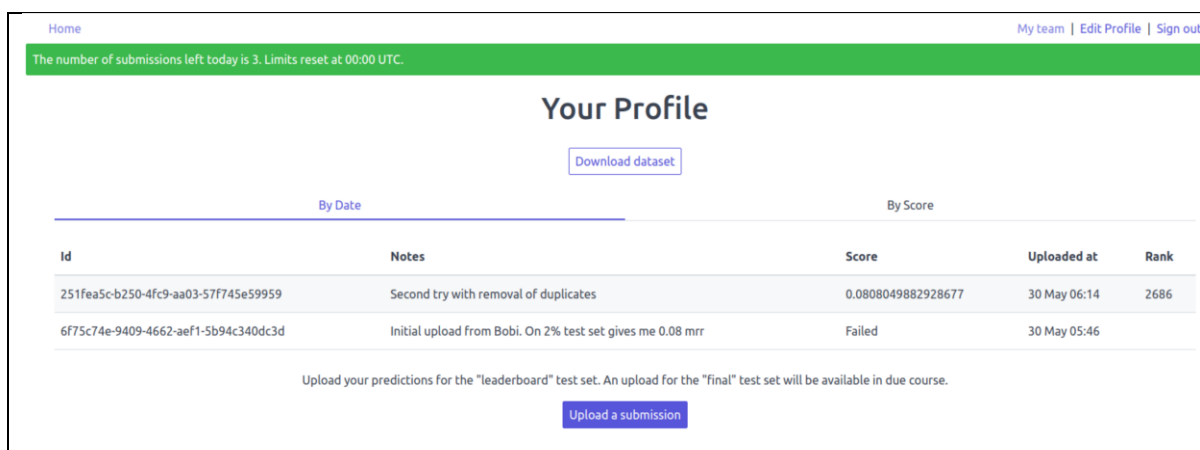 Home My team | Edit Profile | Sign out
The number of submissions left today is 3. Limits reset at 00:00 UTC.
Your Profile
Download dataset
By Date By Score
Id Notes Score Uploaded at Rank
251fea5c-b250-4fc9-aa03-57f745e59959 Second try with removal of duplicates 0.0808049882928677 30 May 06:14 2686
6f75c74e-9409-4662-aef1-5b94c340dc3d Initial upload from Bobi. On 2% test set gives me 0.08 mrr Failed 30 May 05:46
Upload your predictions for the "leaderboard" test set. An upload for the "final" test set will be available in due course.
Upload a submission